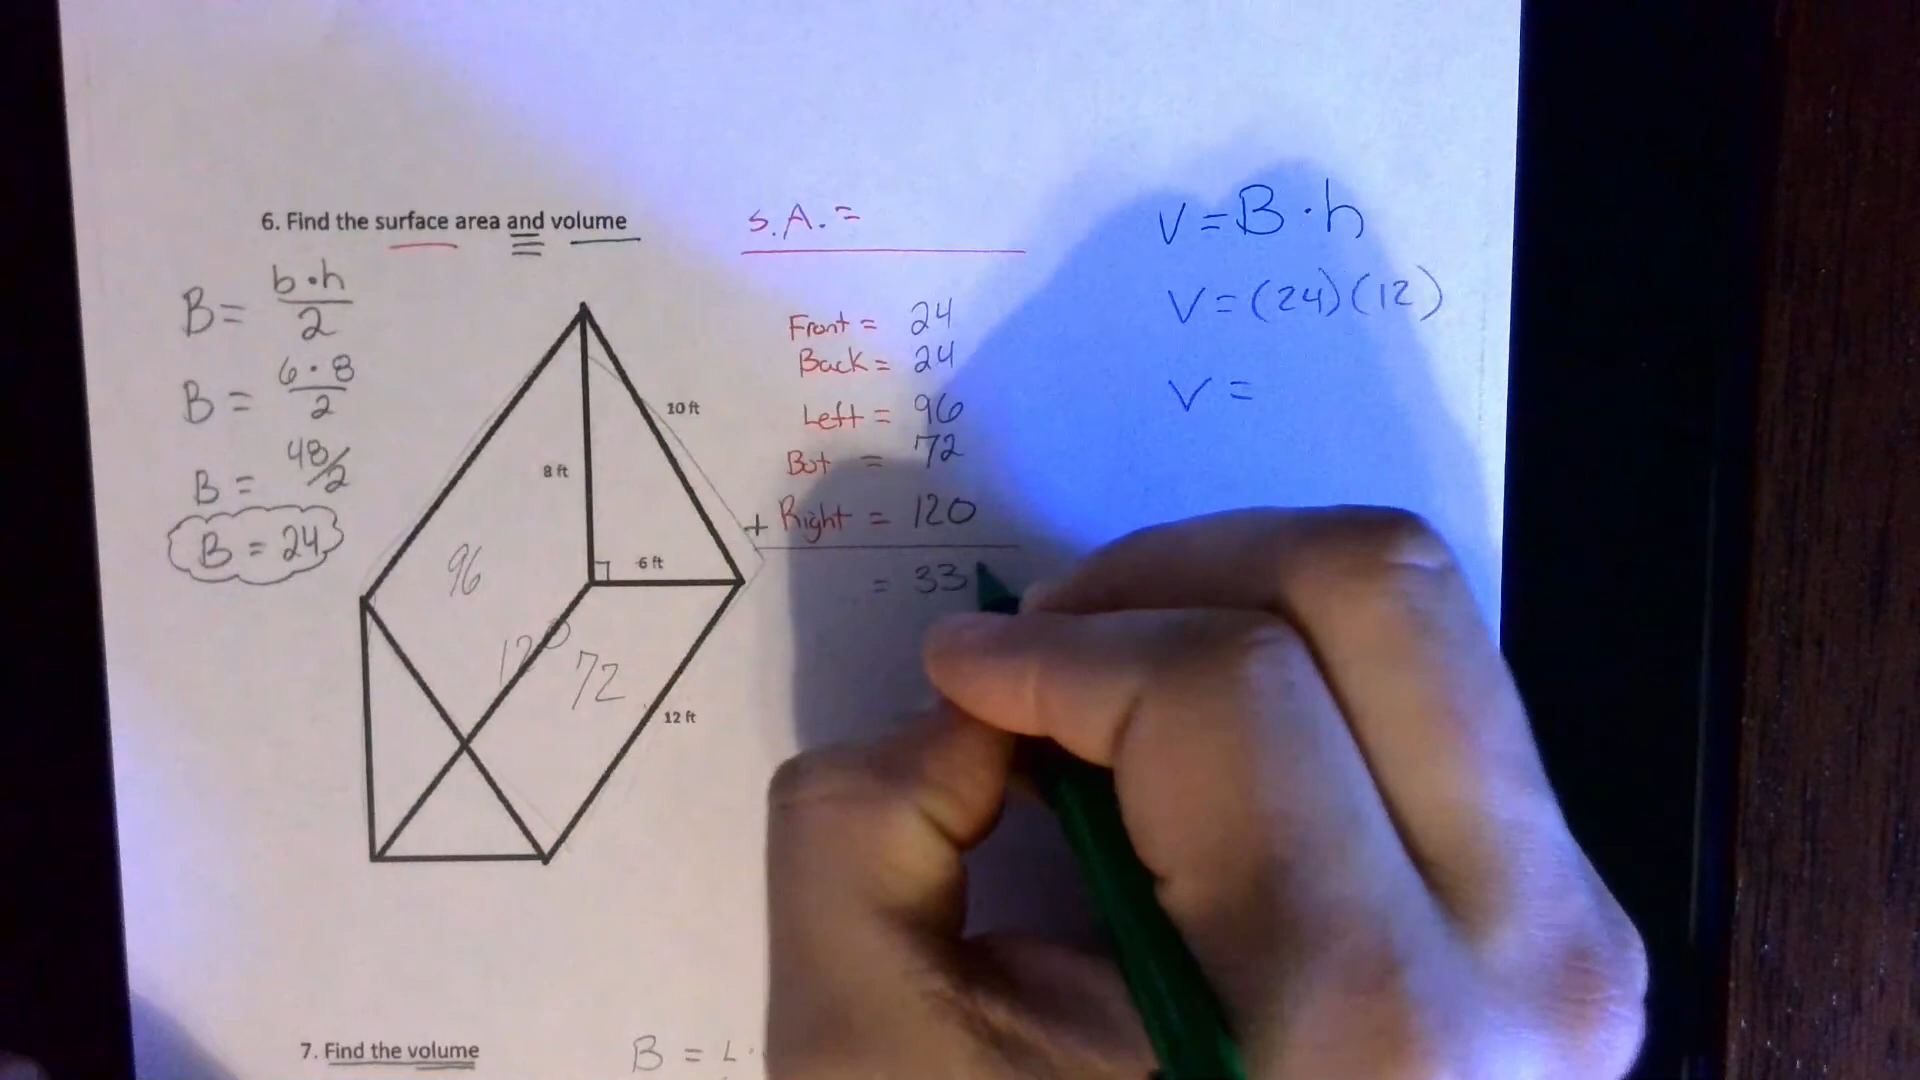 6. Find the surface area and volume
B = b·h/2
B = 6·8/2
B = 48/2
B = 24
8 ft
10 ft
6 ft
12 ft
96
120
72
S.A. =
Front = 24
Back = 24
Left = 96
Bot = 72
+ Right = 120
= 33
V = B·h
V = (24)(12)
V =
7. Find the volume
B = L·